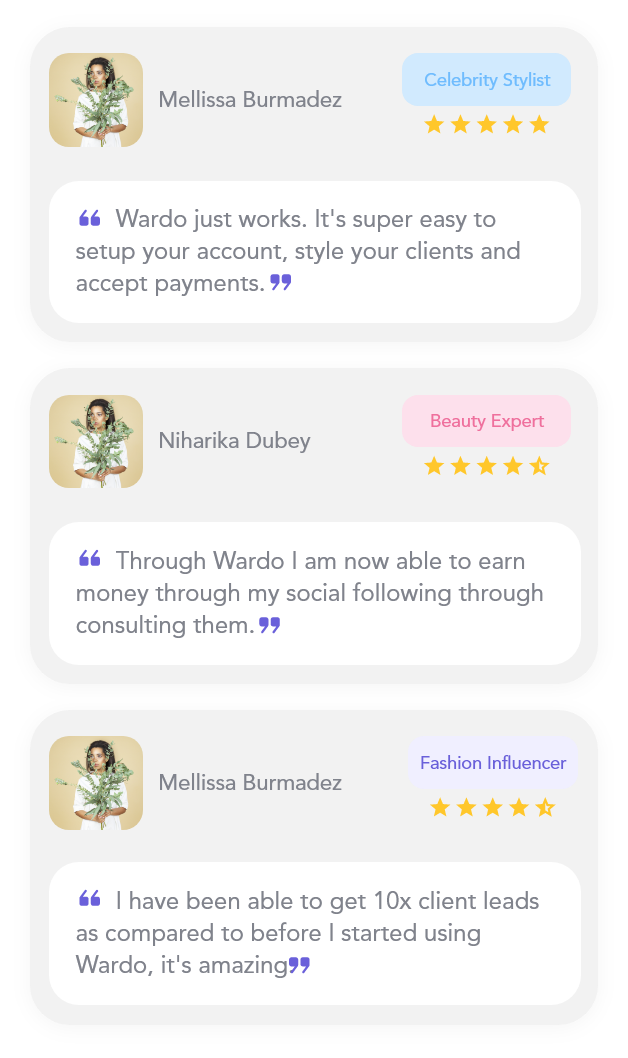 Mellissa Burmadez
Celebrity Stylist
“ Wardo just works. It's super easy to
setup your account, style your clients and
accept payments. ”
Niharika Dubey
Beauty Expert
“ Through Wardo I am now able to earn
money through my social following through
consulting them. ”
Mellissa Burmadez
Fashion Influencer
“ I have been able to get 10x client leads
as compared to before I started using
Wardo, it's amazing”